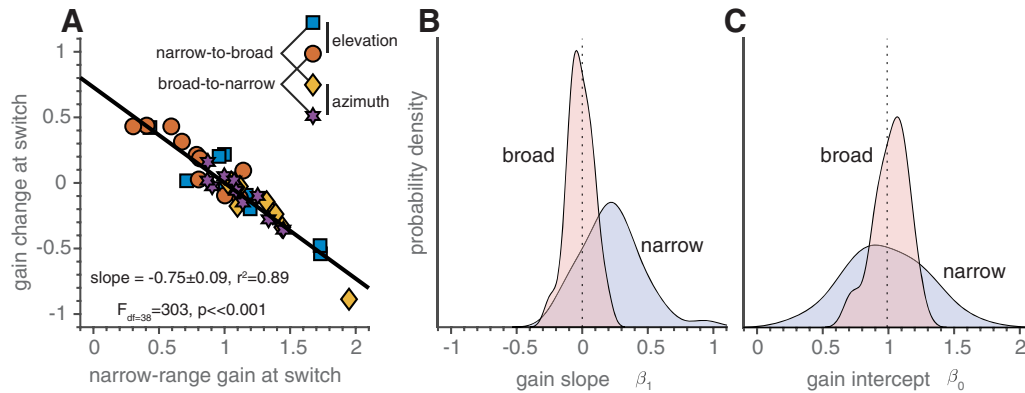 A
gain change at switch
1
0.5
0
-0.5
-1
0
0.5
1
1.5
2
narrow-range gain at switch
narrow-to-broad
broad-to-narrow
elevation
azimuth
slope = -0.75±0.09, r²=0.89
F_df=38=303, p<<0.001
B
probability density
broad
narrow
-1
-0.5
0
0.5
1
gain slope β₁
C
broad
narrow
0
0.5
1
1.5
2
gain intercept β₀